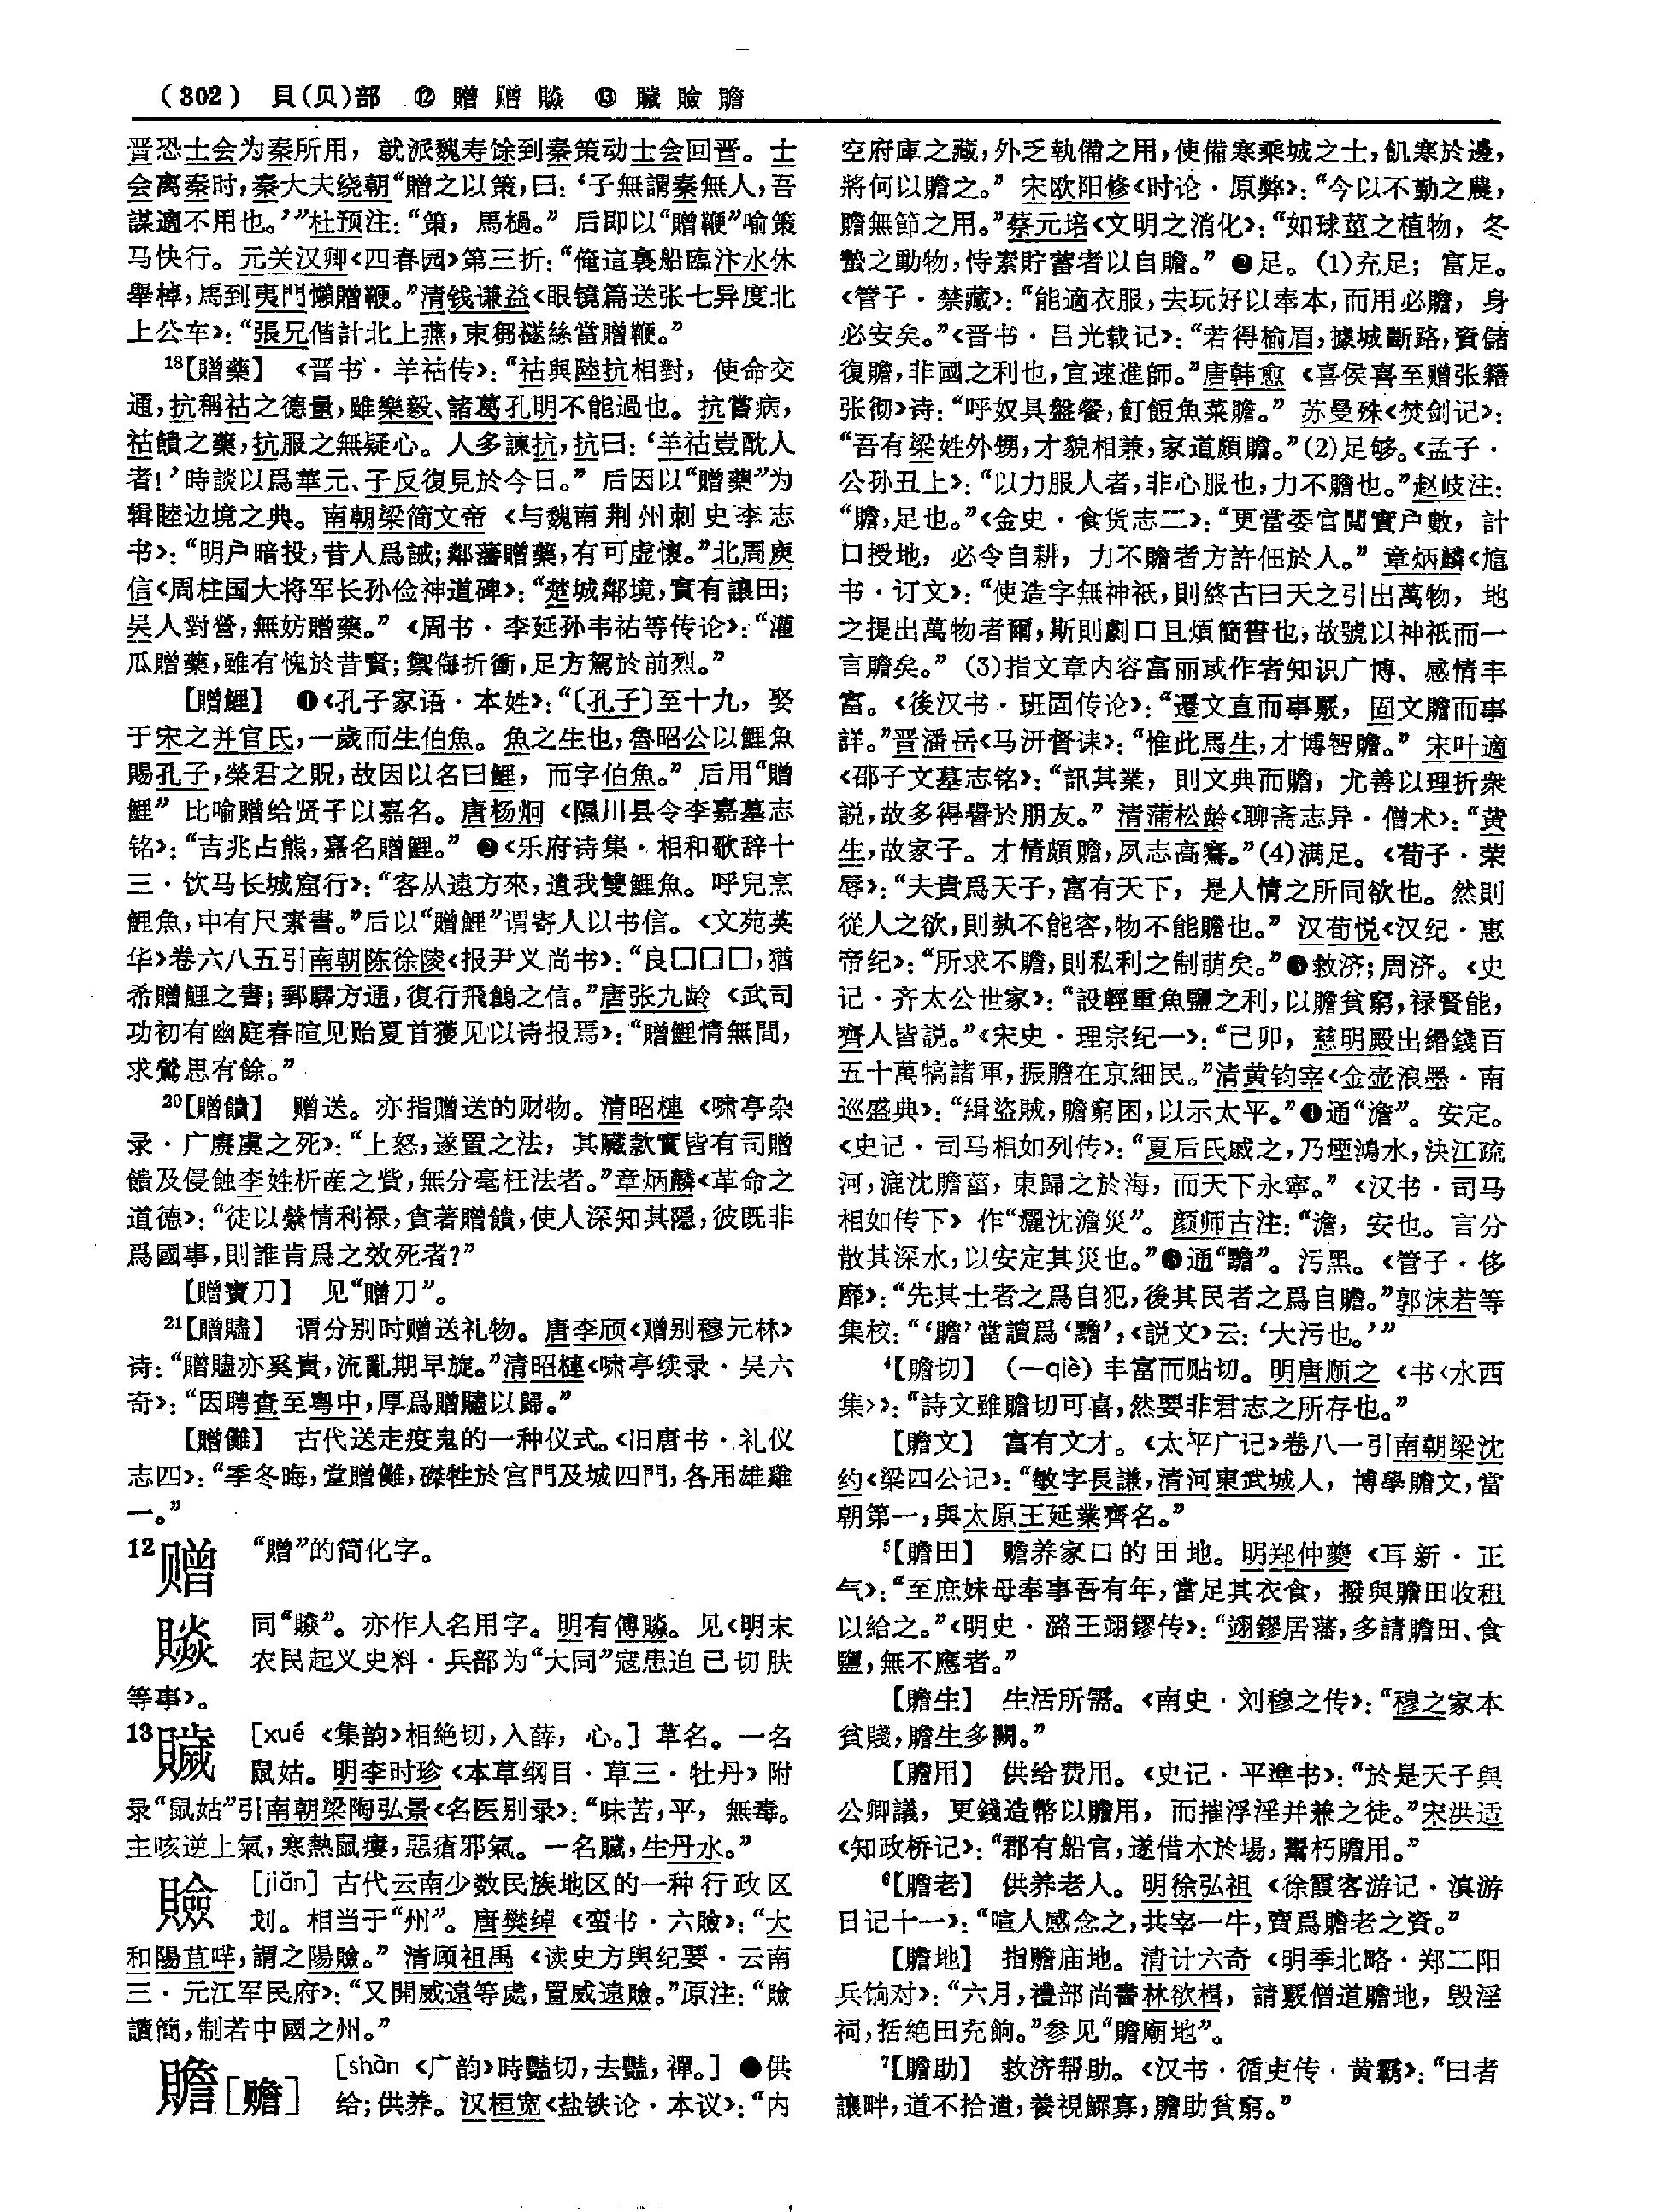 (302) 貝(贝)部 ⑫ 贈 赠 賧 ⑬ 贓 賶 贍
晋恐士会为秦所用，就派魏寿馀到秦策动士会回晋。士
会离秦时，秦大夫绕朝“贈之以策，曰：‘子無謂秦無人，吾
謀適不用也。’”杜预注：“策，馬檛。”后即以“贈鞭”喻策
马快行。元关汉卿《四春园》第三折：“俺這裏船臨汴水休
舉棹，馬到夷門懶贈鞭。”清钱谦益《眼镜篇送张七异度北
上公车》：“張兄偕計北上燕，束芻襚絲當贈鞭。”
18【贈藥】 《晋书·羊祜传》：“祜與陸抗相對，使命交
通，抗稱祜之德量，雖樂毅、諸葛孔明不能過也。抗嘗病，
祜饋之藥，抗服之無疑心。人多諫抗，抗曰：‘羊祜豈酖人
者！’時談以爲華元、子反復見於今日。”后因以“贈藥”为
辑睦边境之典。南朝梁简文帝《与魏南荆州刺史李志
书》：“明户暗投，昔人爲誡；鄰藩贈藥，有可虚懷。”北周庾
信《周柱国大将军长孙俭神道碑》：“楚城鄰境，實有讓田；
吴人對營，無妨贈藥。”《周书·李延孙韦祐等传论》：“灌
瓜贈藥，雖有愧於昔賢；禦侮折衝，足方駕於前烈。”
【贈鯉】 ❶《孔子家语·本姓》：“〔孔子〕至十九，娶
于宋之并官氏，一歲而生伯魚。魚之生也，魯昭公以鯉魚
賜孔子，榮君之貺，故因以名曰鯉，而字伯魚。”后用“贈
鯉”比喻赠给贤子以嘉名。唐杨炯《隰川县令李嘉墓志
铭》：“吉兆占熊，嘉名贈鯉。”❷《乐府诗集·相和歌辞十
三·饮马长城窟行》：“客从遠方來，遺我雙鯉魚。呼兒烹
鯉魚，中有尺素書。”后以“贈鯉”谓寄人以书信。《文苑英
华》卷六八五引南朝陈徐陵《报尹义尚书》：“良□□□，猶
希贈鯉之書；郵驛方通，復行飛鴿之信。”唐张九龄《武司
功初有幽庭春暄见贻夏首獲见以诗报焉》：“贈鯉情無間，
求鶯思有餘。”
20【贈饋】 赠送。亦指赠送的财物。清昭槤《啸亭杂
录·广赓虞之死》：“上怒，遂置之法，其贓款實皆有司贈
饋及侵蝕李姓析産之貲，無分毫枉法者。”章炳麟《革命之
道德》：“徒以縈情利禄，貪著贈饋，使人深知其隱，彼既非
爲國事，則誰肯爲之效死者？”
【贈寶刀】 见“贈刀”。
21【贈贐】 谓分别时赠送礼物。唐李颀《赠别穆元林》
诗：“贈贐亦奚貴，流亂期早旋。”清昭槤《啸亭续录·吴六
奇》：“因聘查至粤中，厚爲贈贐以歸。”
【贈儺】 古代送走疫鬼的一种仪式。《旧唐书·礼仪
志四》：“季冬晦，堂贈儺，磔牲於宫門及城四門，各用雄雞
一。”
12赠 “贈”的简化字。
賧 同“賧”。亦作人名用字。明有傅賧。见《明末
农民起义史料·兵部为“大同”寇患迫已切肤
等事》。
13 [xué 《集韵》相絶切，入薛，心。] 草名。一名
鼠姑。明李时珍《本草纲目·草三·牡丹》附
录“鼠姑”引南朝梁陶弘景《名医别录》：“味苦，平，無毒。
主咳逆上氣，寒熱鼠瘻，惡瘡邪氣。一名，生丹水。”
賶 [jiǎn] 古代云南少数民族地区的一种行政区
划。相当于“州”。唐樊绰《蛮书·六賶》：“大
和陽苴哶，謂之陽賶。”清顾祖禹《读史方舆纪要·云南
三·元江军民府》：“又開威遠等處，置威遠賶。”原注：“賶
讀簡，制若中國之州。”
贍[赡] [shàn 《广韵》時豔切，去豔，禪。] ❶供
给；供养。汉桓宽《盐铁论·本议》：“内
空府庫之藏，外乏執備之用，使備塞乘城之士，飢寒於邊，
將何以贍之。”宋欧阳修《时论·原弊》：“今以不勤之農，
贍無節之用。”蔡元培《文明之消化》：“如球莖之植物，冬
蟄之動物，恃素貯蓄者以自贍。”❷足。(1)充足；富足。
《管子·禁藏》：“能適衣服，去玩好以奉本，而用必贍，身
必安矣。”《晋书·吕光载记》：“若得榆眉，據城斷路，資儲
復贍，非國之利也，宜速進師。”唐韩愈《喜侯喜至赠张籍
张彻》诗：“呼奴具盤餐，飣餖魚菜贍。”苏曼殊《焚剑记》：
“吾有梁姓外甥，才貌相兼，家道頗贍。”(2)足够。《孟子·
公孙丑上》：“以力服人者，非心服也，力不贍也。”赵岐注：
“贍，足也。”《金史·食货志二》：“更當委官閲實户數，計
口授地，必令自耕，力不贍者方許佃於人。”章炳麟《訄
书·订文》：“使造字無神祇，則終古曰天之引出萬物，地
之提出萬物者爾，斯則劇口且煩簡書也，故號以神祇而一
言贍矣。”(3)指文章内容富丽或作者知识广博、感情丰
富。《後汉书·班固传论》：“遷文直而事覈，固文贍而事
詳。”晋潘岳《马汧督诔》：“惟此馬生，才博智贍。”宋叶適
《邵子文墓志铭》：“訊其業，則文典而贍，尤善以理折衆
説，故多得譽於朋友。”清蒲松龄《聊斋志异·僧术》：“黄
生，故家子。才情頗贍，夙志高騫。”(4)满足。《荀子·荣
辱》：“夫貴爲天子，富有天下，是人情之所同欲也。然則
從人之欲，則埶不能容，物不能贍也。”汉荀悦《汉纪·惠
帝纪》：“所求不贍，則私利之制萌矣。”❸救济；周济。《史
记·齐太公世家》：“設輕重魚鹽之利，以贍貧窮，禄賢能，
齊人皆説。”《宋史·理宗纪一》：“己卯，慈明殿出緡錢百
五十萬犒諸軍，振贍在京細民。”清黄钧宰《金壶浪墨·南
巡盛典》：“緝盗賊，贍窮困，以示太平。”❹通“澹”。安定。
《史记·司马相如列传》：“夏后氏戚之，乃堙鴻水，決江疏
河，漉沈贍菑，東歸之於海，而天下永寧。”《汉书·司马
相如传下》作“灑沈澹災”。颜师古注：“澹，安也。言分
散其深水，以安定其災也。”❺通“黵”。污黑。《管子·侈
靡》：“先其士者之爲自犯，後其民者之爲自贍。”郭沫若等
集校：“‘贍’當讀爲‘黵’，《説文》云：‘大污也。’”
4【贍切】 (—qiè) 丰富而贴切。明唐顺之《书〈水西
集〉》：“詩文雖贍切可喜，然要非君志之所存也。”
【贍文】 富有文才。《太平广记》卷八一引南朝梁沈
约《梁四公记》：“敏字長謙，清河東武城人，博學贍文，當
朝第一，與太原王延業齊名。”
5【贍田】 赡养家口的田地。明郑仲夔《耳新·正
气》：“至庶妹母奉事吾有年，當足其衣食，撥與贍田收租
以給之。”《明史·潞王翊鏐传》：“翊鏐居藩，多請贍田、食
鹽，無不應者。”
【贍生】 生活所需。《南史·刘穆之传》：“穆之家本
貧賤，贍生多闕。”
【贍用】 供给费用。《史记·平準书》：“於是天子與
公卿議，更錢造幣以贍用，而摧浮淫并兼之徒。”宋洪适
《知政桥记》：“郡有船官，遂借木於場，鬻朽贍用。”
6【贍老】 供养老人。明徐弘祖《徐霞客游记·滇游
日记十一》：“喧人感念之，共宰一牛，賣爲贍老之資。”
【贍地】 指赡庙地。清计六奇《明季北略·郑二阳
兵饷对》：“六月，禮部尚書林欲楫，請覈僧道贍地，毁淫
祠，括絶田充餉。”参见“贍廟地”。
7【贍助】 救济帮助。《汉书·循吏传·黄霸》：“田者
讓畔，道不拾遺，養視鰥寡，贍助貧窮。”